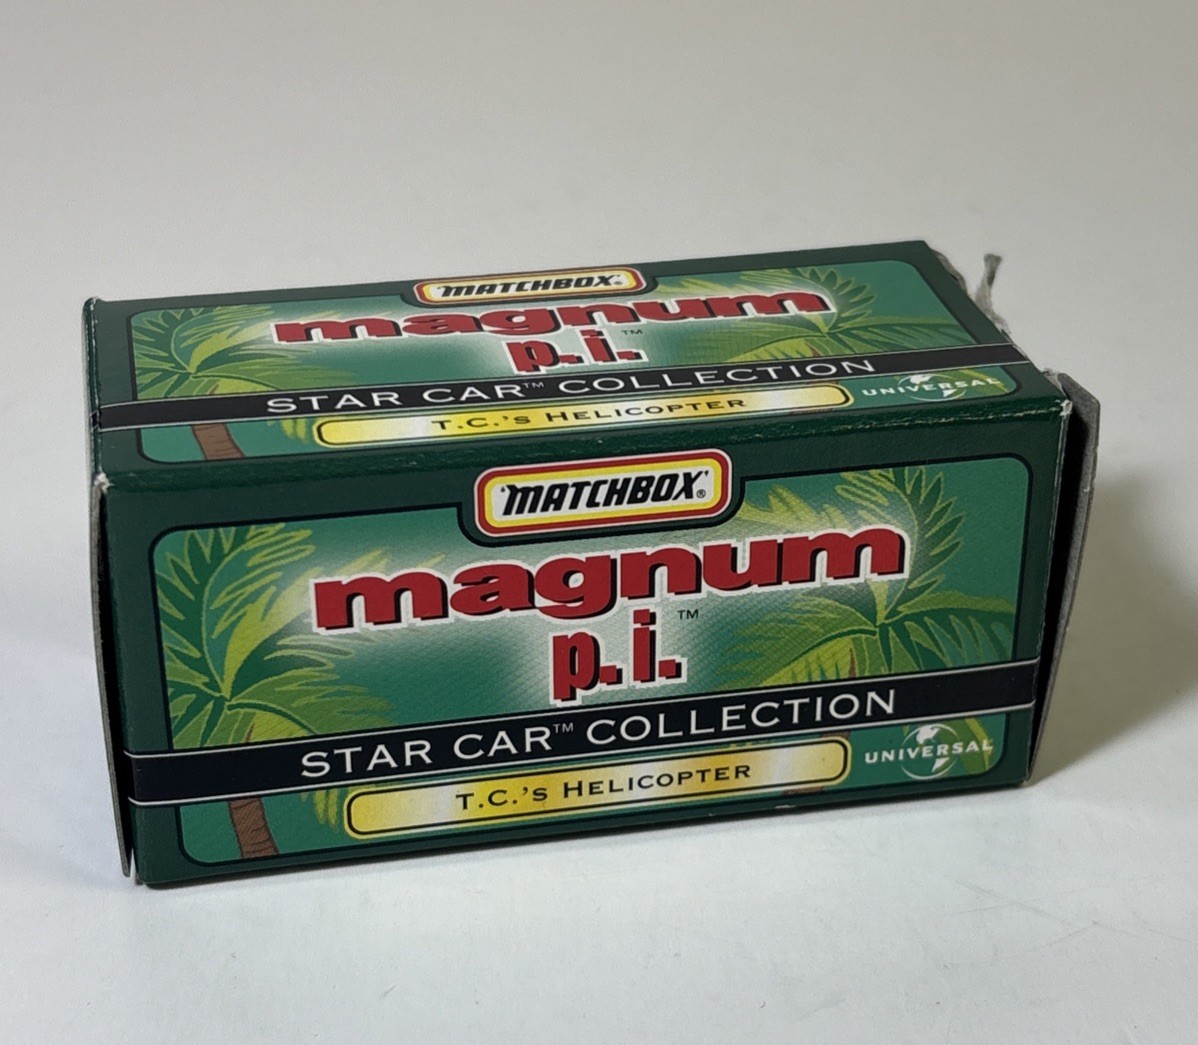 MATCHBOX®
magnum
p.i.™
STAR CAR™ COLLECTION
T.C.'s HELICOPTER
UNIVERSAL
MATCHBOX®
magnum
p.i.™
STAR CAR™ COLLECTION
T.C.'s HELICOPTER
UNIVERSAL